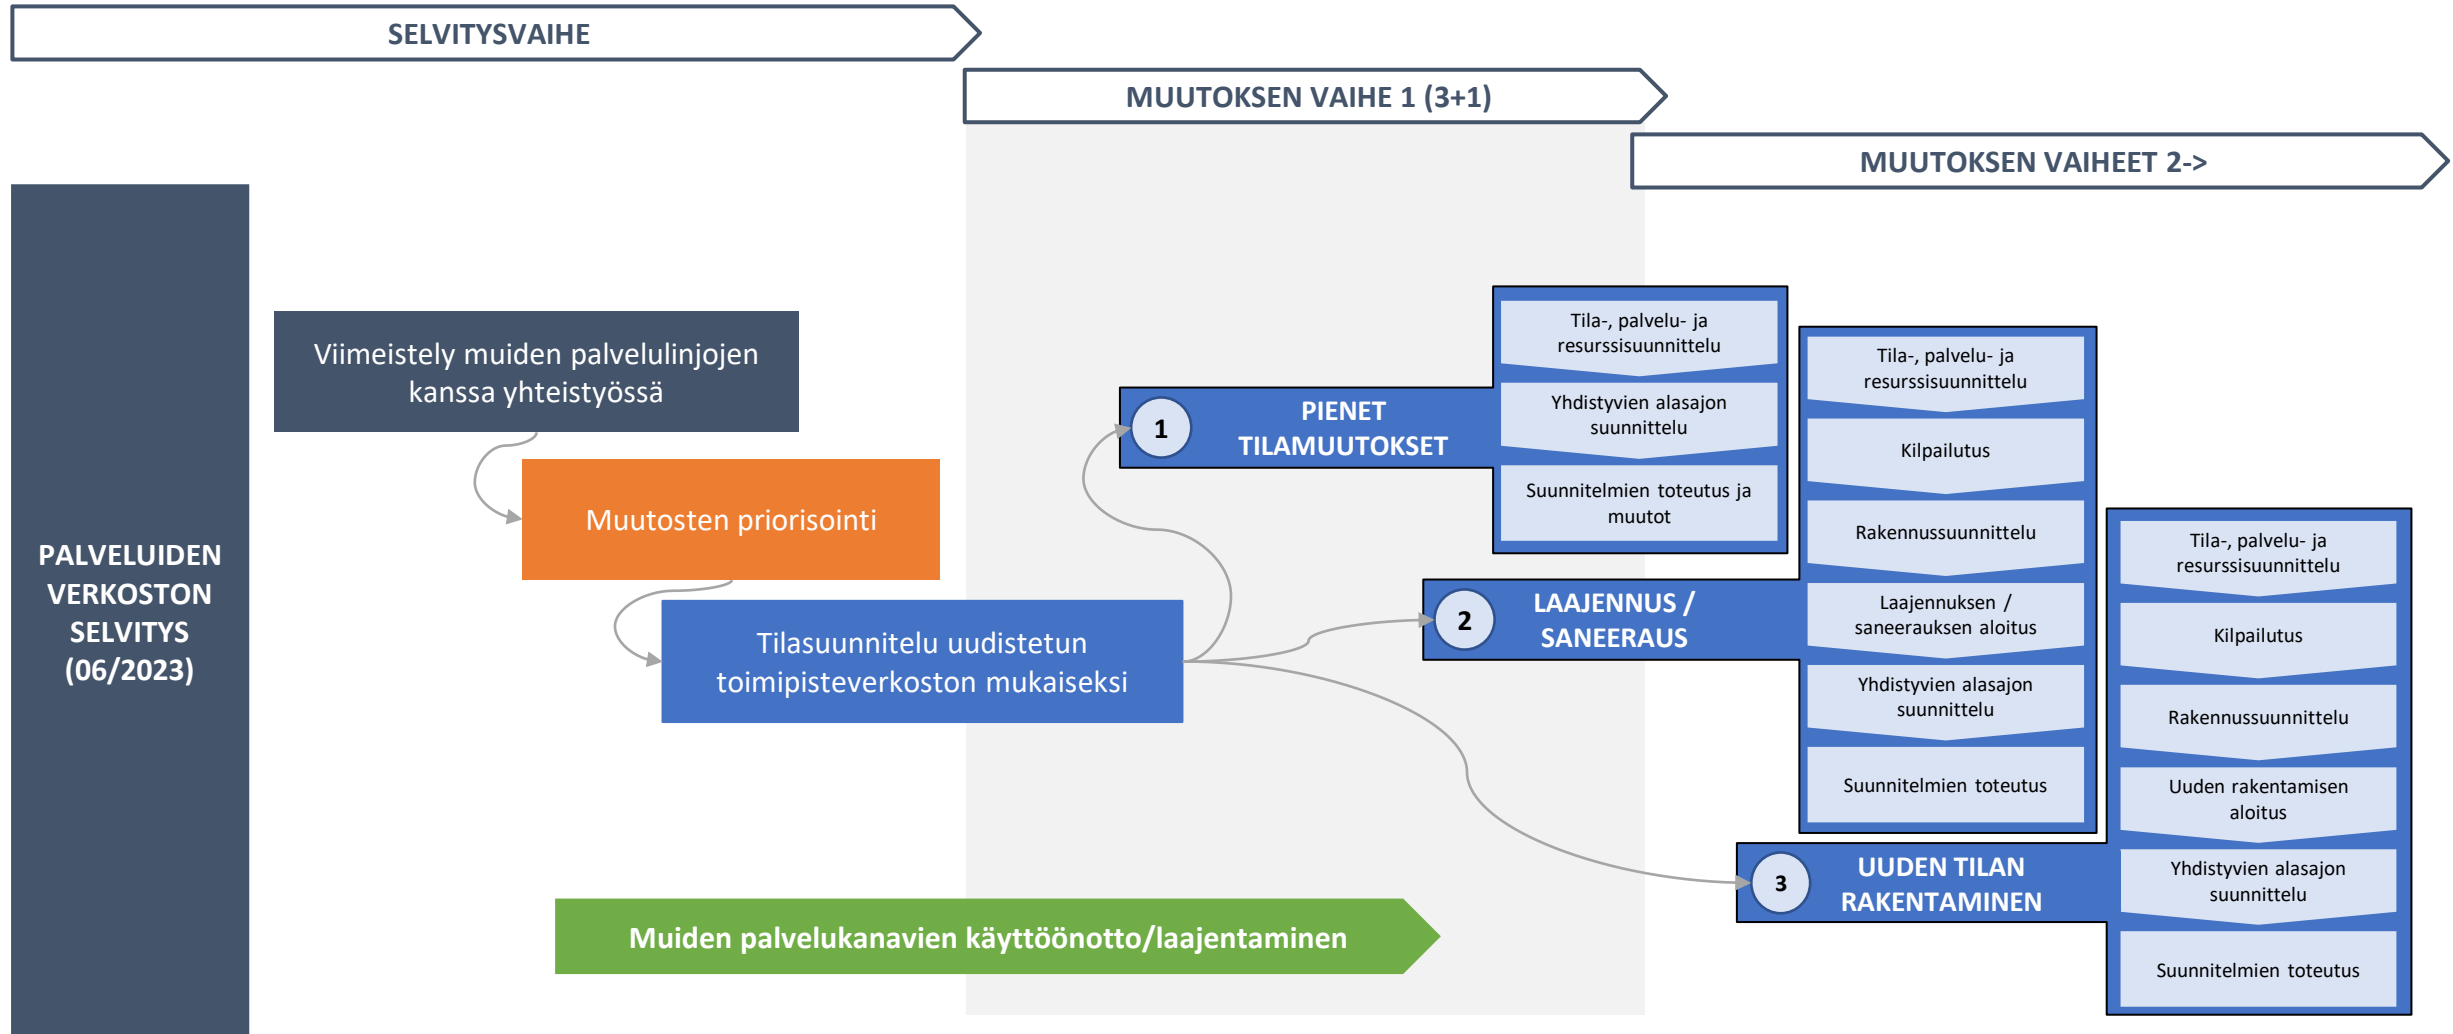 SELVITYSVAIHE
MUUTOKSEN VAIHE 1 (3+1)
MUUTOKSEN VAIHEET 2->
PALVELUIDEN
VERKOSTON
SELVITYS
(06/2023)
Viimeistely muiden palvelulinjojen
kanssa yhteistyössä
Muutosten priorisointi
Tilasuunnitelu uudistetun
toimipisteverkoston mukaiseksi
Muiden palvelukanavien käyttöönotto/laajentaminen
1
PIENET
TILAMUUTOKSET
Tila-, palvelu- ja
resurssisuunnittelu
Yhdistyvien alasajon
suunnittelu
Suunnitelmien toteutus ja
muutot
2
LAAJENNUS /
SANEERAUS
Tila-, palvelu- ja
resurssisuunnittelu
Kilpailutus
Rakennussuunnittelu
Laajennuksen /
saneerauksen aloitus
Yhdistyvien alasajon
suunnittelu
Suunnitelmien toteutus
3
UUDEN TILAN
RAKENTAMINEN
Tila-, palvelu- ja
resurssisuunnittelu
Kilpailutus
Rakennussuunnittelu
Uuden rakentamisen
aloitus
Yhdistyvien alasajon
suunnittelu
Suunnitelmien toteutus